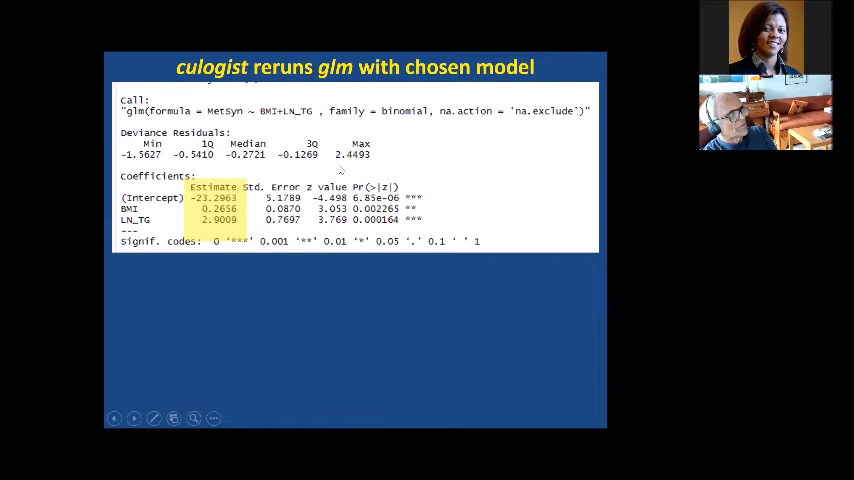 culogist reruns glm with chosen model
Call:
"glm(formula = MetSyn ~ BMI+LN_TG , family = binomial, na.action = 'na.exclude')"
Deviance Residuals:
Min 1Q Median 3Q Max
-1.5627 -0.5410 -0.2721 -0.1269 2.4493
Coefficients:
Estimate Std. Error z value Pr(>|z|)
(Intercept) -23.2963 5.1789 -4.498 6.85e-06 ***
BMI 0.2656 0.0870 3.053 0.002265 **
LN_TG 2.9009 0.7697 3.769 0.000164 ***
---
Signif. codes: 0 '***' 0.001 '**' 0.01 '*' 0.05 '.' 0.1 ' ' 1